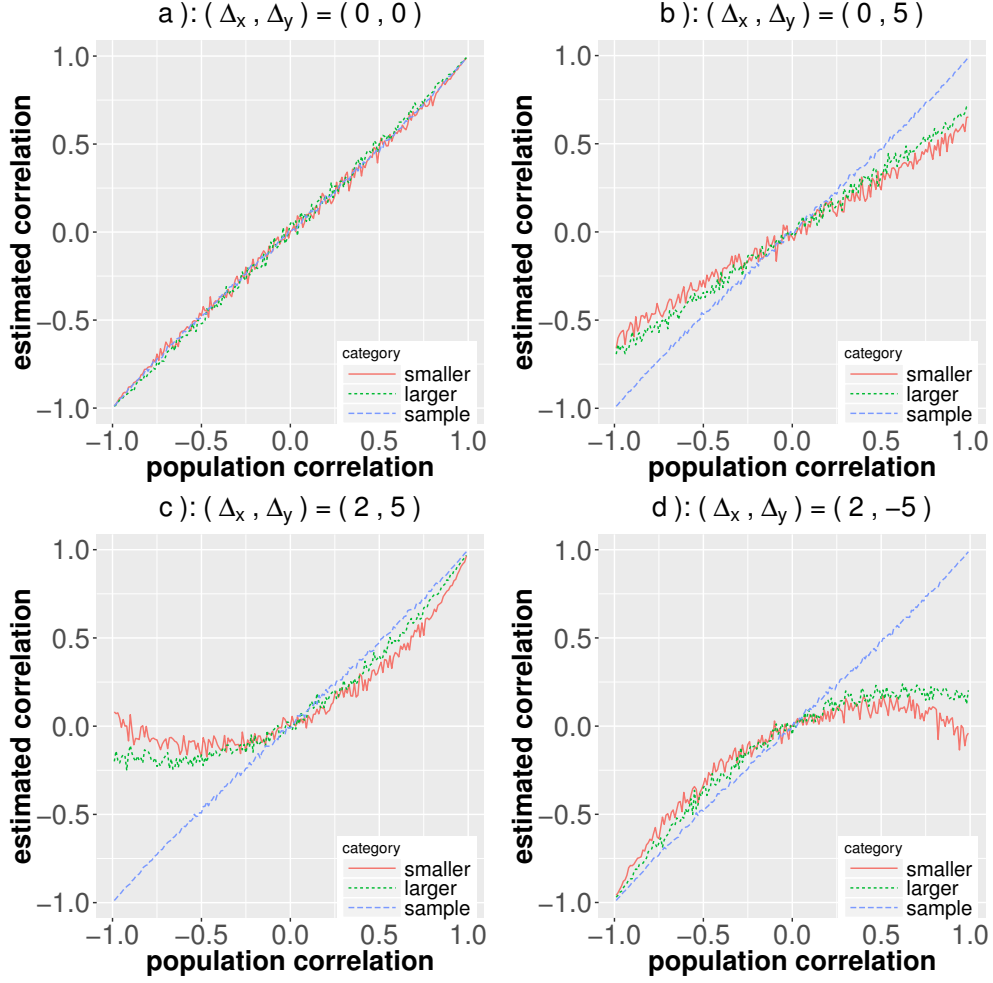 a ): ( Δx , Δy ) = ( 0 , 0 )
1.0
0.5
0.0
−0.5
−1.0
estimated correlation
category
smaller
larger
sample
−1.0 −0.5 0.0 0.5 1.0
population correlation
b ): ( Δx , Δy ) = ( 0 , 5 )
1.0
0.5
0.0
−0.5
−1.0
estimated correlation
category
smaller
larger
sample
−1.0 −0.5 0.0 0.5 1.0
population correlation
c ): ( Δx , Δy ) = ( 2 , 5 )
1.0
0.5
0.0
−0.5
−1.0
estimated correlation
category
smaller
larger
sample
−1.0 −0.5 0.0 0.5 1.0
population correlation
d ): ( Δx , Δy ) = ( 2 , −5 )
1.0
0.5
0.0
−0.5
−1.0
estimated correlation
category
smaller
larger
sample
−1.0 −0.5 0.0 0.5 1.0
population correlation